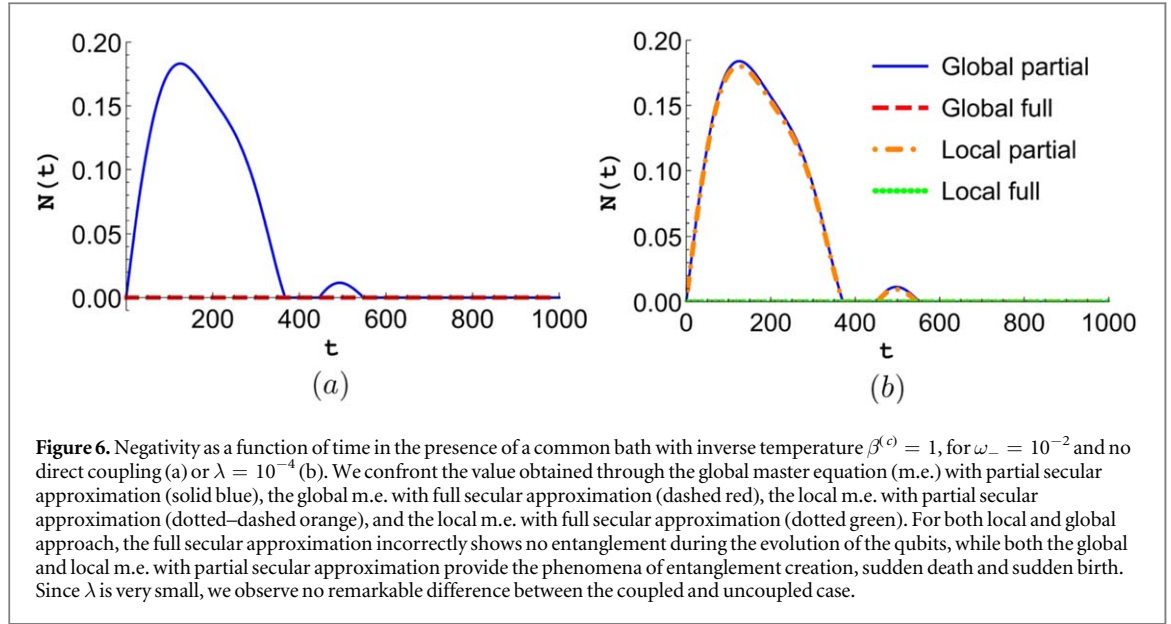 0.20
0.15
0.10
0.05
0.00
N(t)
200 400 600 800 1000
t
(a)
0.20
0.15
0.10
0.05
0.00
N(t)
0 200 400 600 800 1000
t
(b)
Global partial
Global full
Local partial
Local full
Figure 6. Negativity as a function of time in the presence of a common bath with inverse temperature β^(c) = 1, for ω₋ = 10⁻² and no
direct coupling (a) or λ = 10⁻⁴ (b). We confront the value obtained through the global master equation (m.e.) with partial secular
approximation (solid blue), the global m.e. with full secular approximation (dashed red), the local m.e. with partial secular
approximation (dotted–dashed orange), and the local m.e. with full secular approximation (dotted green). For both local and global
approach, the full secular approximation incorrectly shows no entanglement during the evolution of the qubits, while both the global
and local m.e. with partial secular approximation provide the phenomena of entanglement creation, sudden death and sudden birth.
Since λ is very small, we observe no remarkable difference between the coupled and uncoupled case.